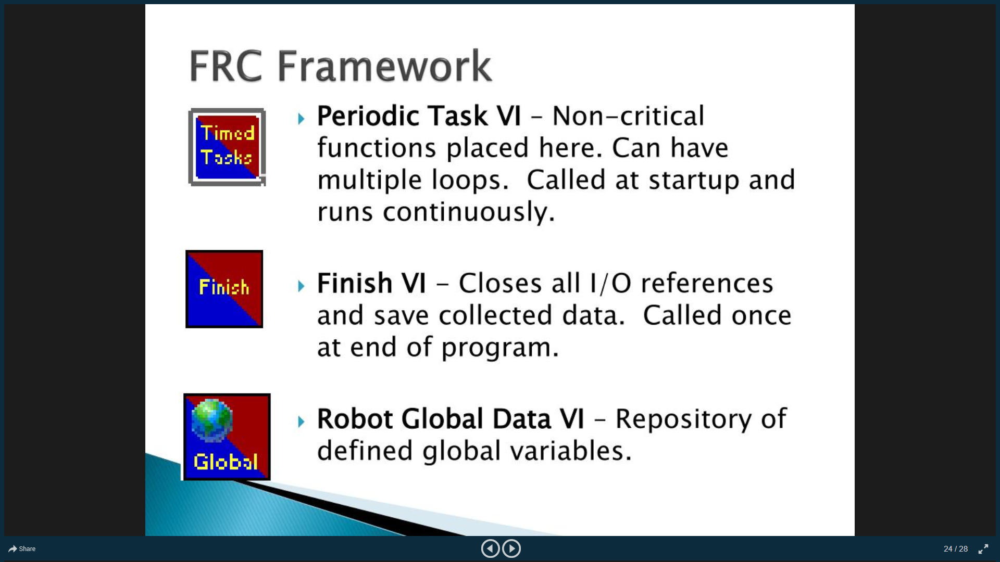 FRC Framework
Timed
Tasks
Periodic Task VI – Non-critical
functions placed here. Can have
multiple loops.  Called at startup and
runs continuously.
Finish
Finish VI – Closes all I/O references
and save collected data.  Called once
at end of program.
Global
Robot Global Data VI – Repository of
defined global variables.
Share
24 / 28